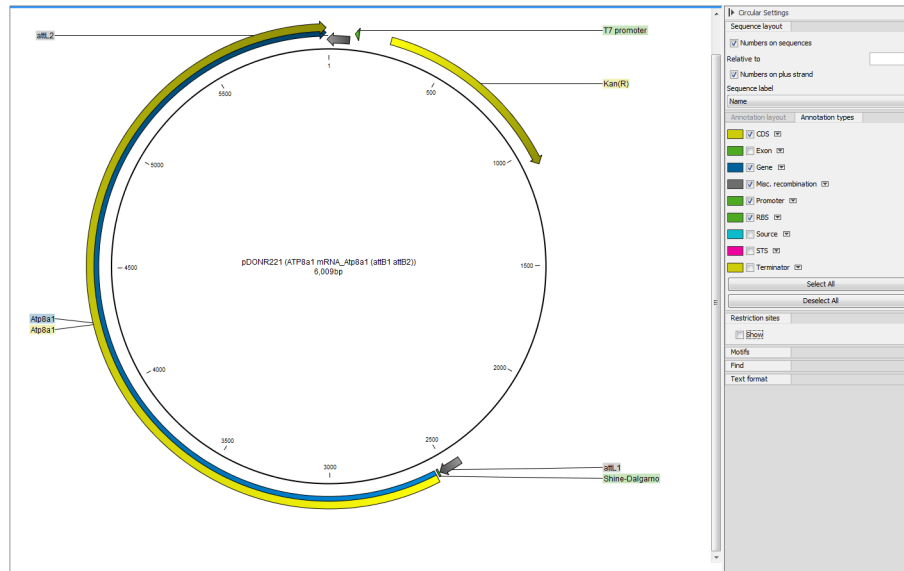 attL2
T7 promoter
1
500
5500
Kan(R)
1000
5000
pDONR221 (ATP8a1 mRNA_Atp8a1 (attB1 attB2))
6,009bp
4500
1500
Atp8a1
Atp8a1
4000
2000
3500
2500
3000
attL1
Shine-Dalgarno
Circular Settings
Sequence layout
Numbers on sequences
Relative to
Numbers on plus strand
Sequence label
Name
Annotation layout
Annotation types
CDS
Exon
Gene
Misc. recombination
Promoter
RBS
Source
STS
Terminator
Select All
Deselect All
Restriction sites
Show
Motifs
Find
Text format